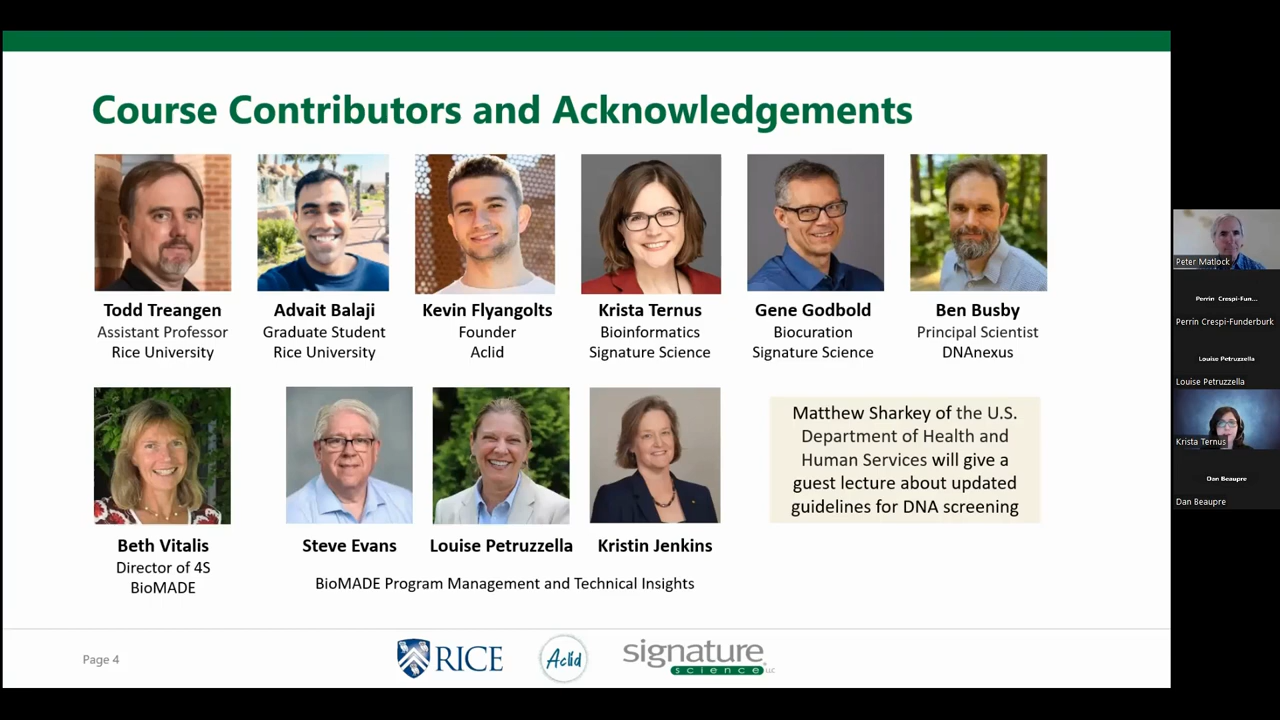 Course Contributors and Acknowledgements
Todd Treangen
Assistant Professor
Rice University
Advait Balaji
Graduate Student
Rice University
Kevin Flyangolts
Founder
Aclid
Krista Ternus
Bioinformatics
Signature Science
Gene Godbold
Biocuration
Signature Science
Ben Busby
Principal Scientist
DNAnexus
Beth Vitalis
Director of 4S
BioMADE
Steve Evans
Louise Petruzzella
Kristin Jenkins
BioMADE Program Management and Technical Insights
Matthew Sharkey of the U.S.
Department of Health and
Human Services will give a
guest lecture about updated
guidelines for DNA screening
Page 4
RICE
Aclid
signature
science LLC
Peter Matlock
Perrin Crespi-Fun...
Perrin Crespi-Funderburk
Louise Petruzzella
Louise Petruzzella
Krista Ternus
Dan Beaupre
Dan Beaupre